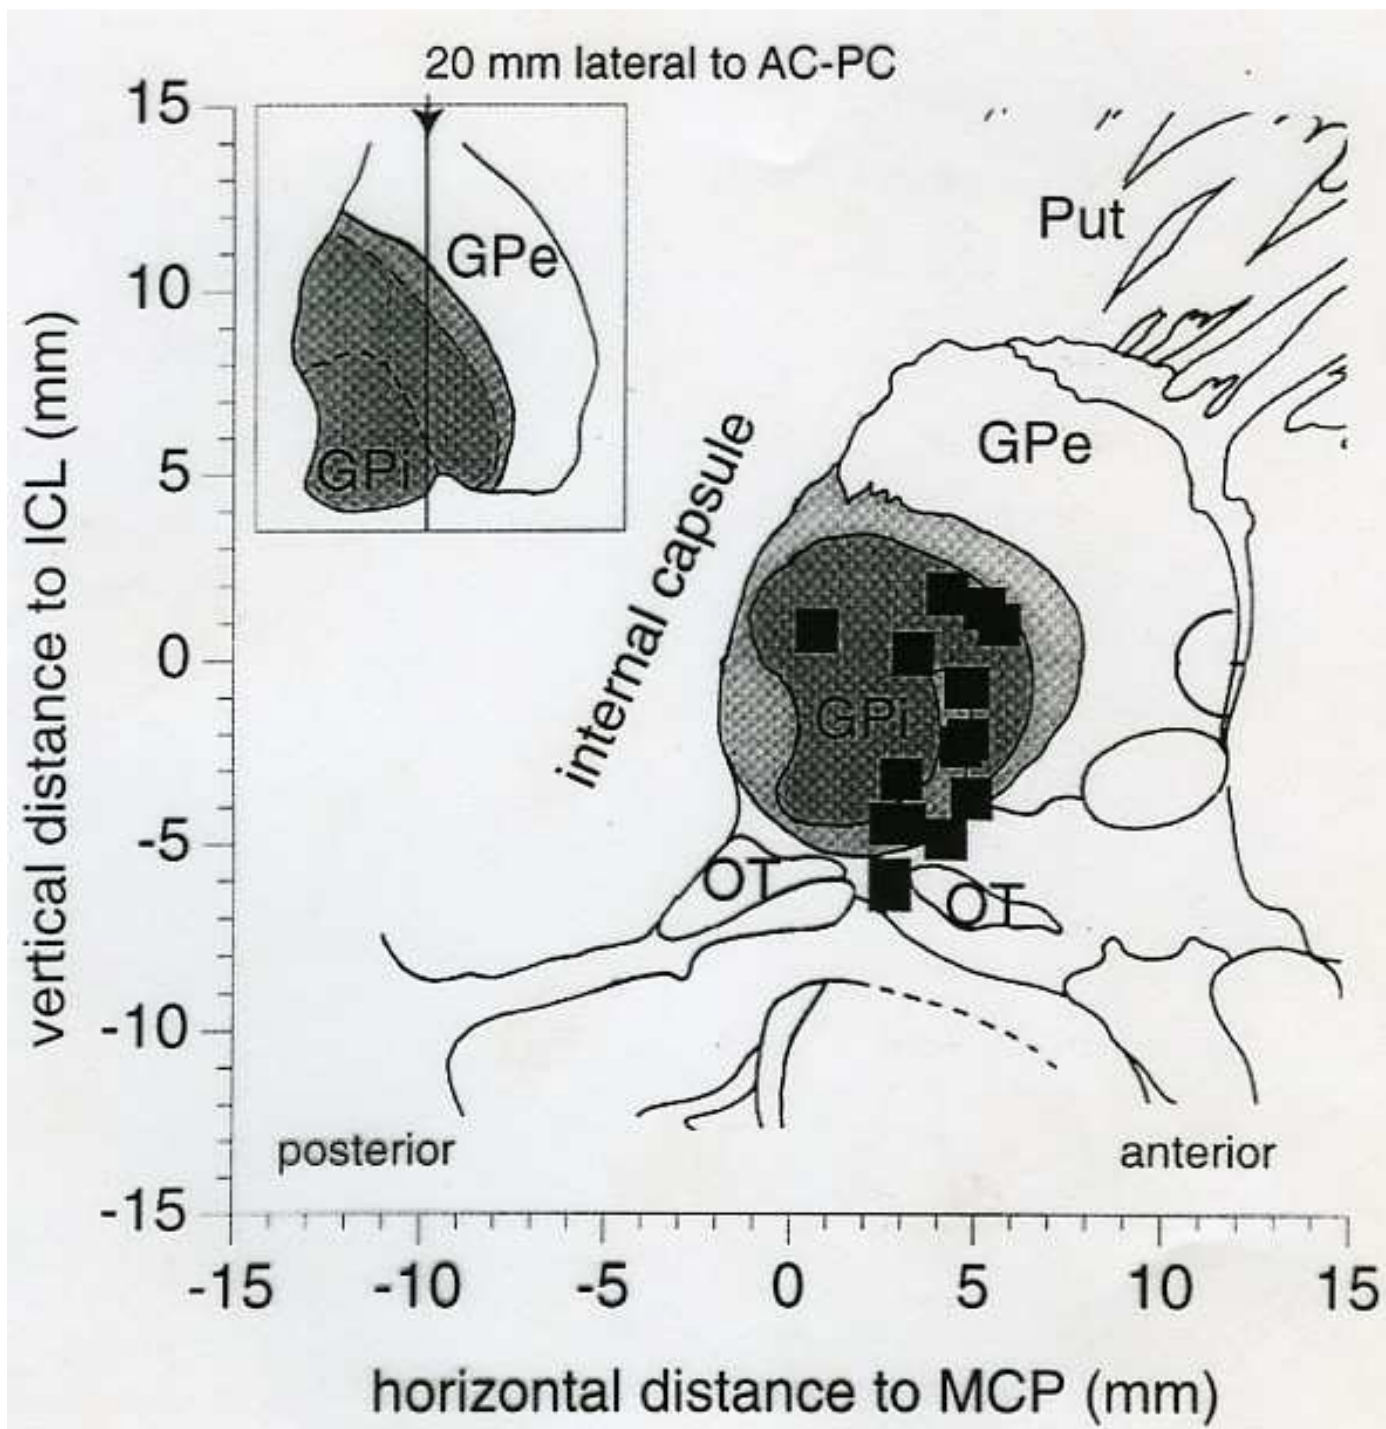 20 mm lateral to AC-PC
15
10
5
0
-5
-10
-15
vertical distance to ICL (mm)
GPe
GPi
Put
GPe
internal capsule
GPi
OT
OT
posterior
anterior
-15
-10
-5
0
5
10
15
horizontal distance to MCP (mm)